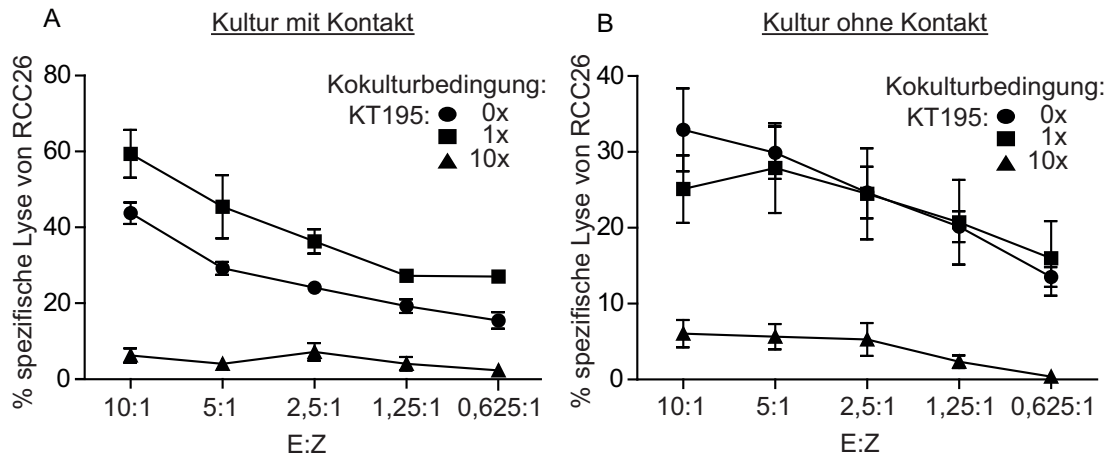 A
Kultur mit Kontakt
% spezifische Lyse von RCC26
80
60
40
20
0
Kokulturbedingung:
KT195: 0x
1x
10x
10:1 5:1 2,5:1 1,25:1 0,625:1
E:Z
B
Kultur ohne Kontakt
% spezifische Lyse von RCC26
40
30
20
10
0
Kokulturbedingung:
KT195: 0x
1x
10x
10:1 5:1 2,5:1 1,25:1 0,625:1
E:Z